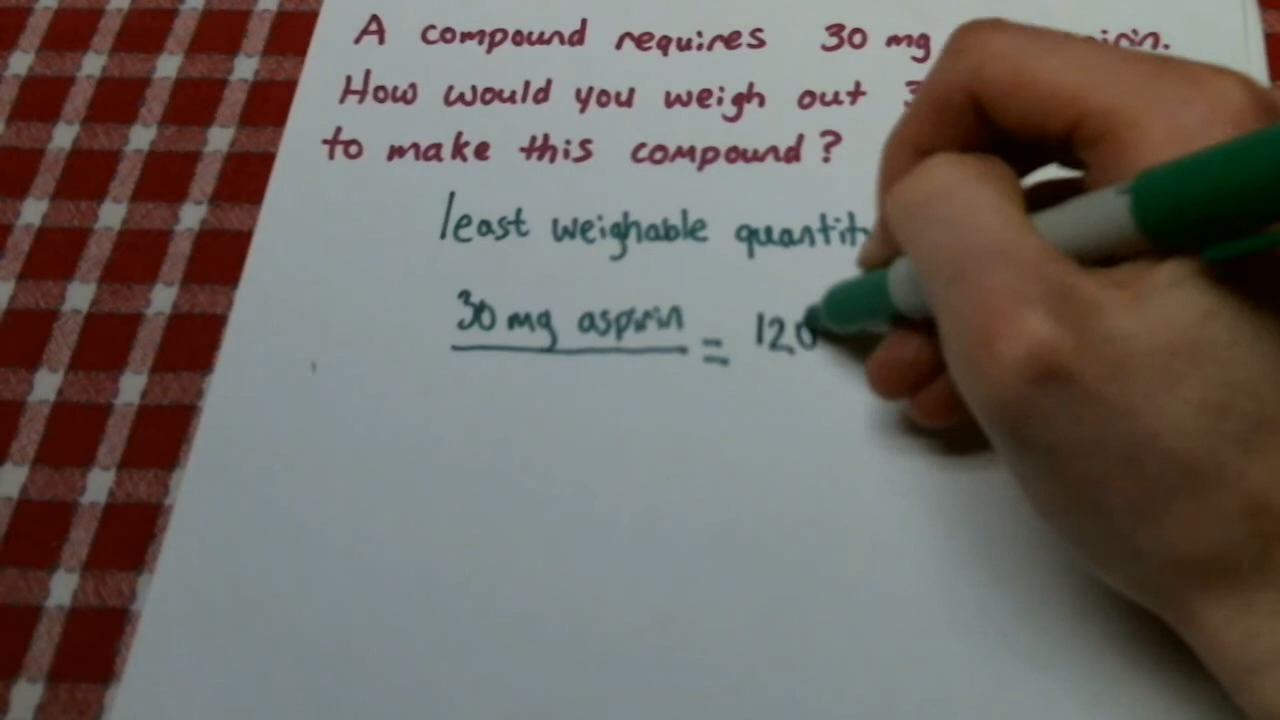 A compound requires 30 mg
How would you weigh out
to make this compound?
least weighable
30 mg aspirin = 120